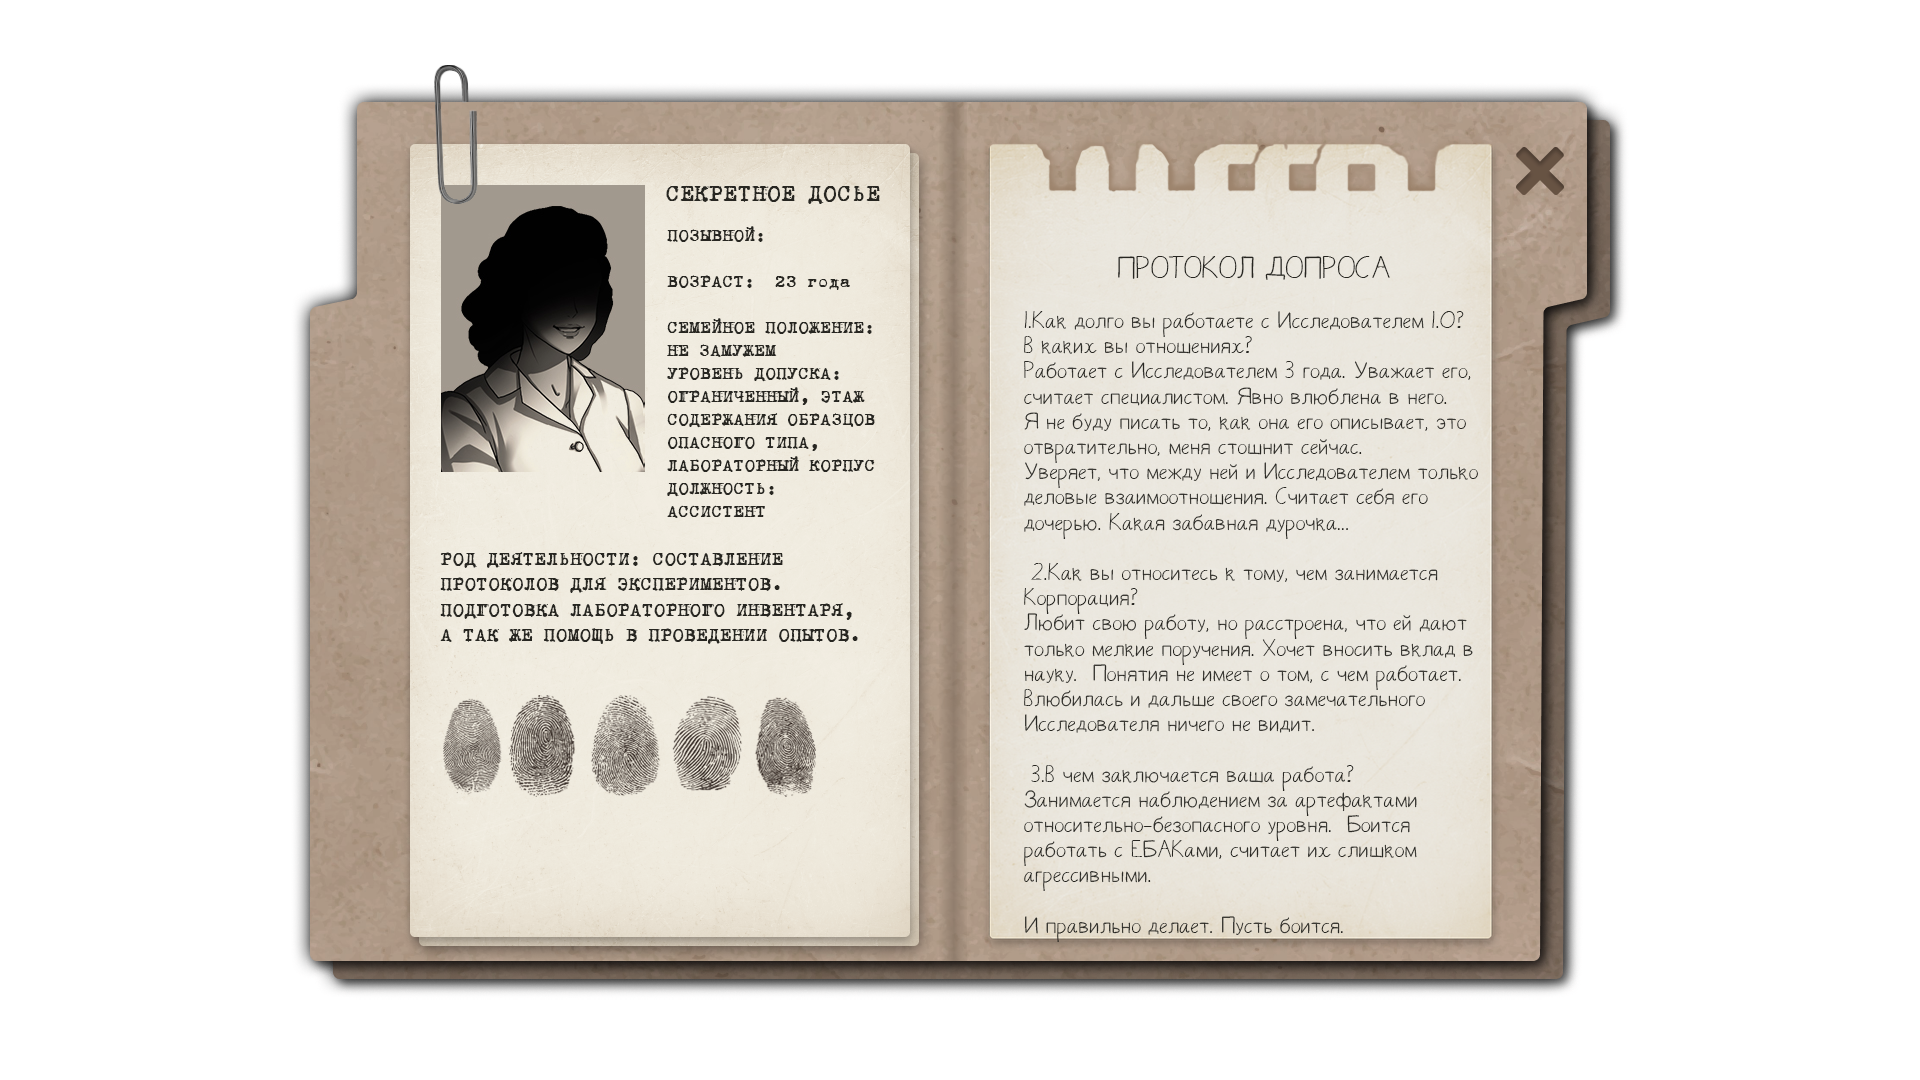 СЕКРЕТНОЕ ДОСЬЕ
ПОЗЫВНОЙ:
ВОЗРАСТ: 23 года
СЕМЕЙНОЕ ПОЛОЖЕНИЕ:
НЕ ЗАМУЖЕМ
УРОВЕНЬ ДОПУСКА:
ОГРАНИЧЕННЫЙ, ЭТАЖ
СОДЕРЖАНИЯ ОБРАЗЦОВ
ОПАСНОГО ТИПА,
ЛАБОРАТОРНЫЙ КОРПУС
ДОЛЖНОСТЬ:
АССИСТЕНТ
РОД ДЕЯТЕЛЬНОСТИ: СОСТАВЛЕНИЕ
ПРОТОКОЛОВ ДЛЯ ЭКСПЕРИМЕНТОВ.
ПОДГОТОВКА ЛАБОРАТОРНОГО ИНВЕНТАРЯ,
А ТАК ЖЕ ПОМОЩЬ В ПРОВЕДЕНИИ ОПЫТОВ.
ПРОТОКОЛ ДОПРОСА
1.Как долго вы работаете с Исследователем 1.0?
В каких вы отношениях?
Работает с Исследователем 3 года. Уважает его,
считает специалистом. Явно влюблена в него.
Я не буду писать то, как она его описывает, это
отвратительно, меня стошнит сейчас.
Уверяет, что между ней и Исследователем только
деловые взаимоотношения. Считает себя его
дочерью. Какая забавная дурочка...
2.Как вы относитесь к тому, чем занимается
Корпорация?
Любит свою работу, но расстроена, что ей дают
только мелкие поручения. Хочет вносить вклад в
науку. Понятия не имеет о том, с чем работает.
Влюбилась и дальше своего замечательного
Исследователя ничего не видит.
3.В чем заключается ваша работа?
Занимается наблюдением за артефактами
относительно-безопасного уровня. Боится
работать с ЕБАКами, считает их слишком
агрессивными.
И правильно делает. Пусть боится.